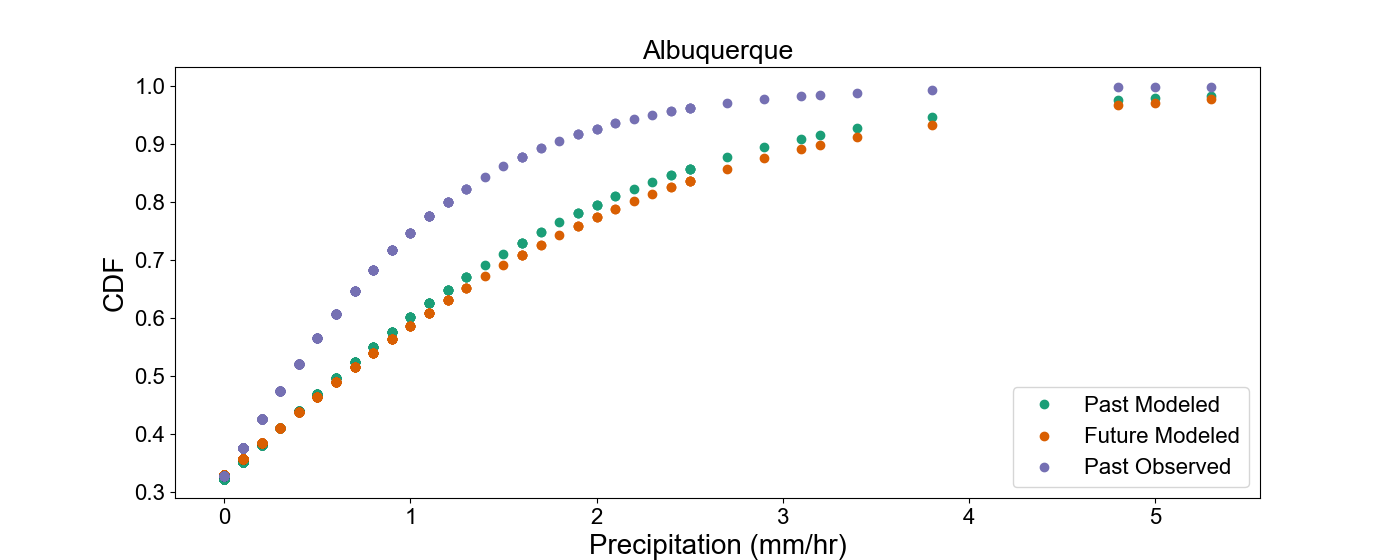 Albuquerque
CDF
1.0
0.9
0.8
0.7
0.6
0.5
0.4
0.3
Past Modeled
Future Modeled
Past Observed
0 1 2 3 4 5
Precipitation (mm/hr)